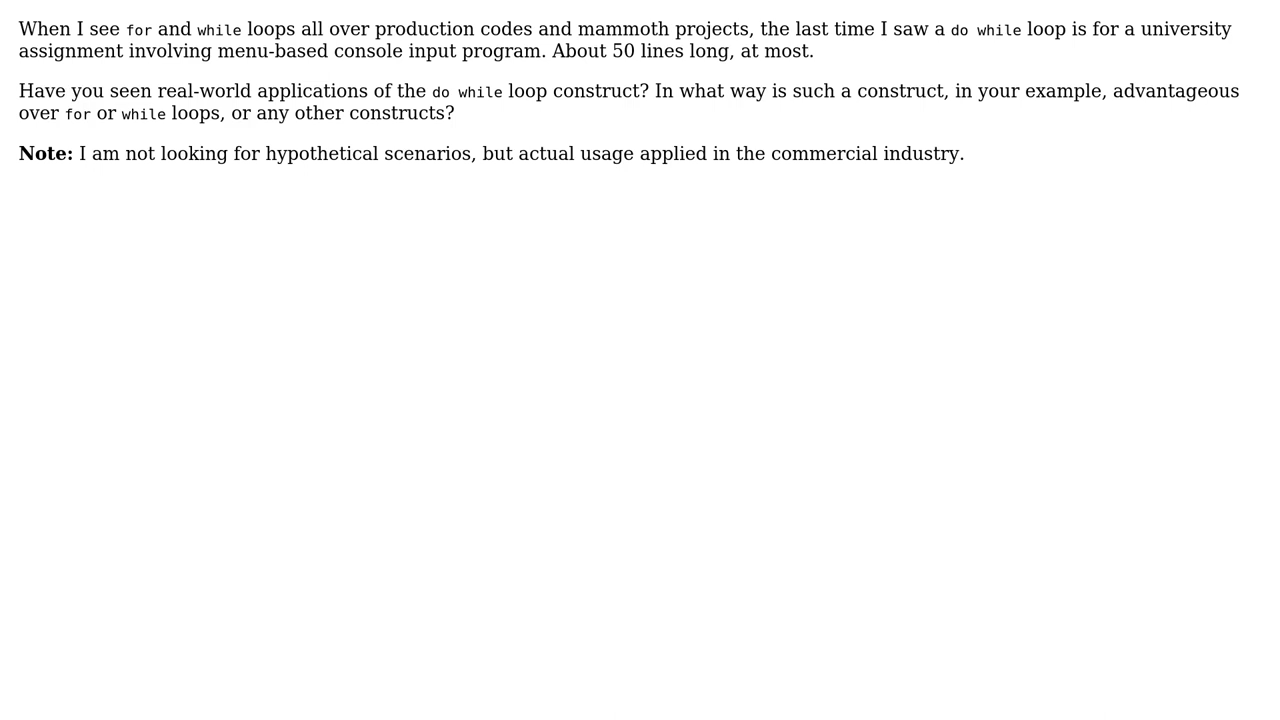 When I see for and while loops all over production codes and mammoth projects, the last time I saw a do while loop is for a university
assignment involving menu-based console input program. About 50 lines long, at most.
Have you seen real-world applications of the do while loop construct? In what way is such a construct, in your example, advantageous
over for or while loops, or any other constructs?
Note: I am not looking for hypothetical scenarios, but actual usage applied in the commercial industry.